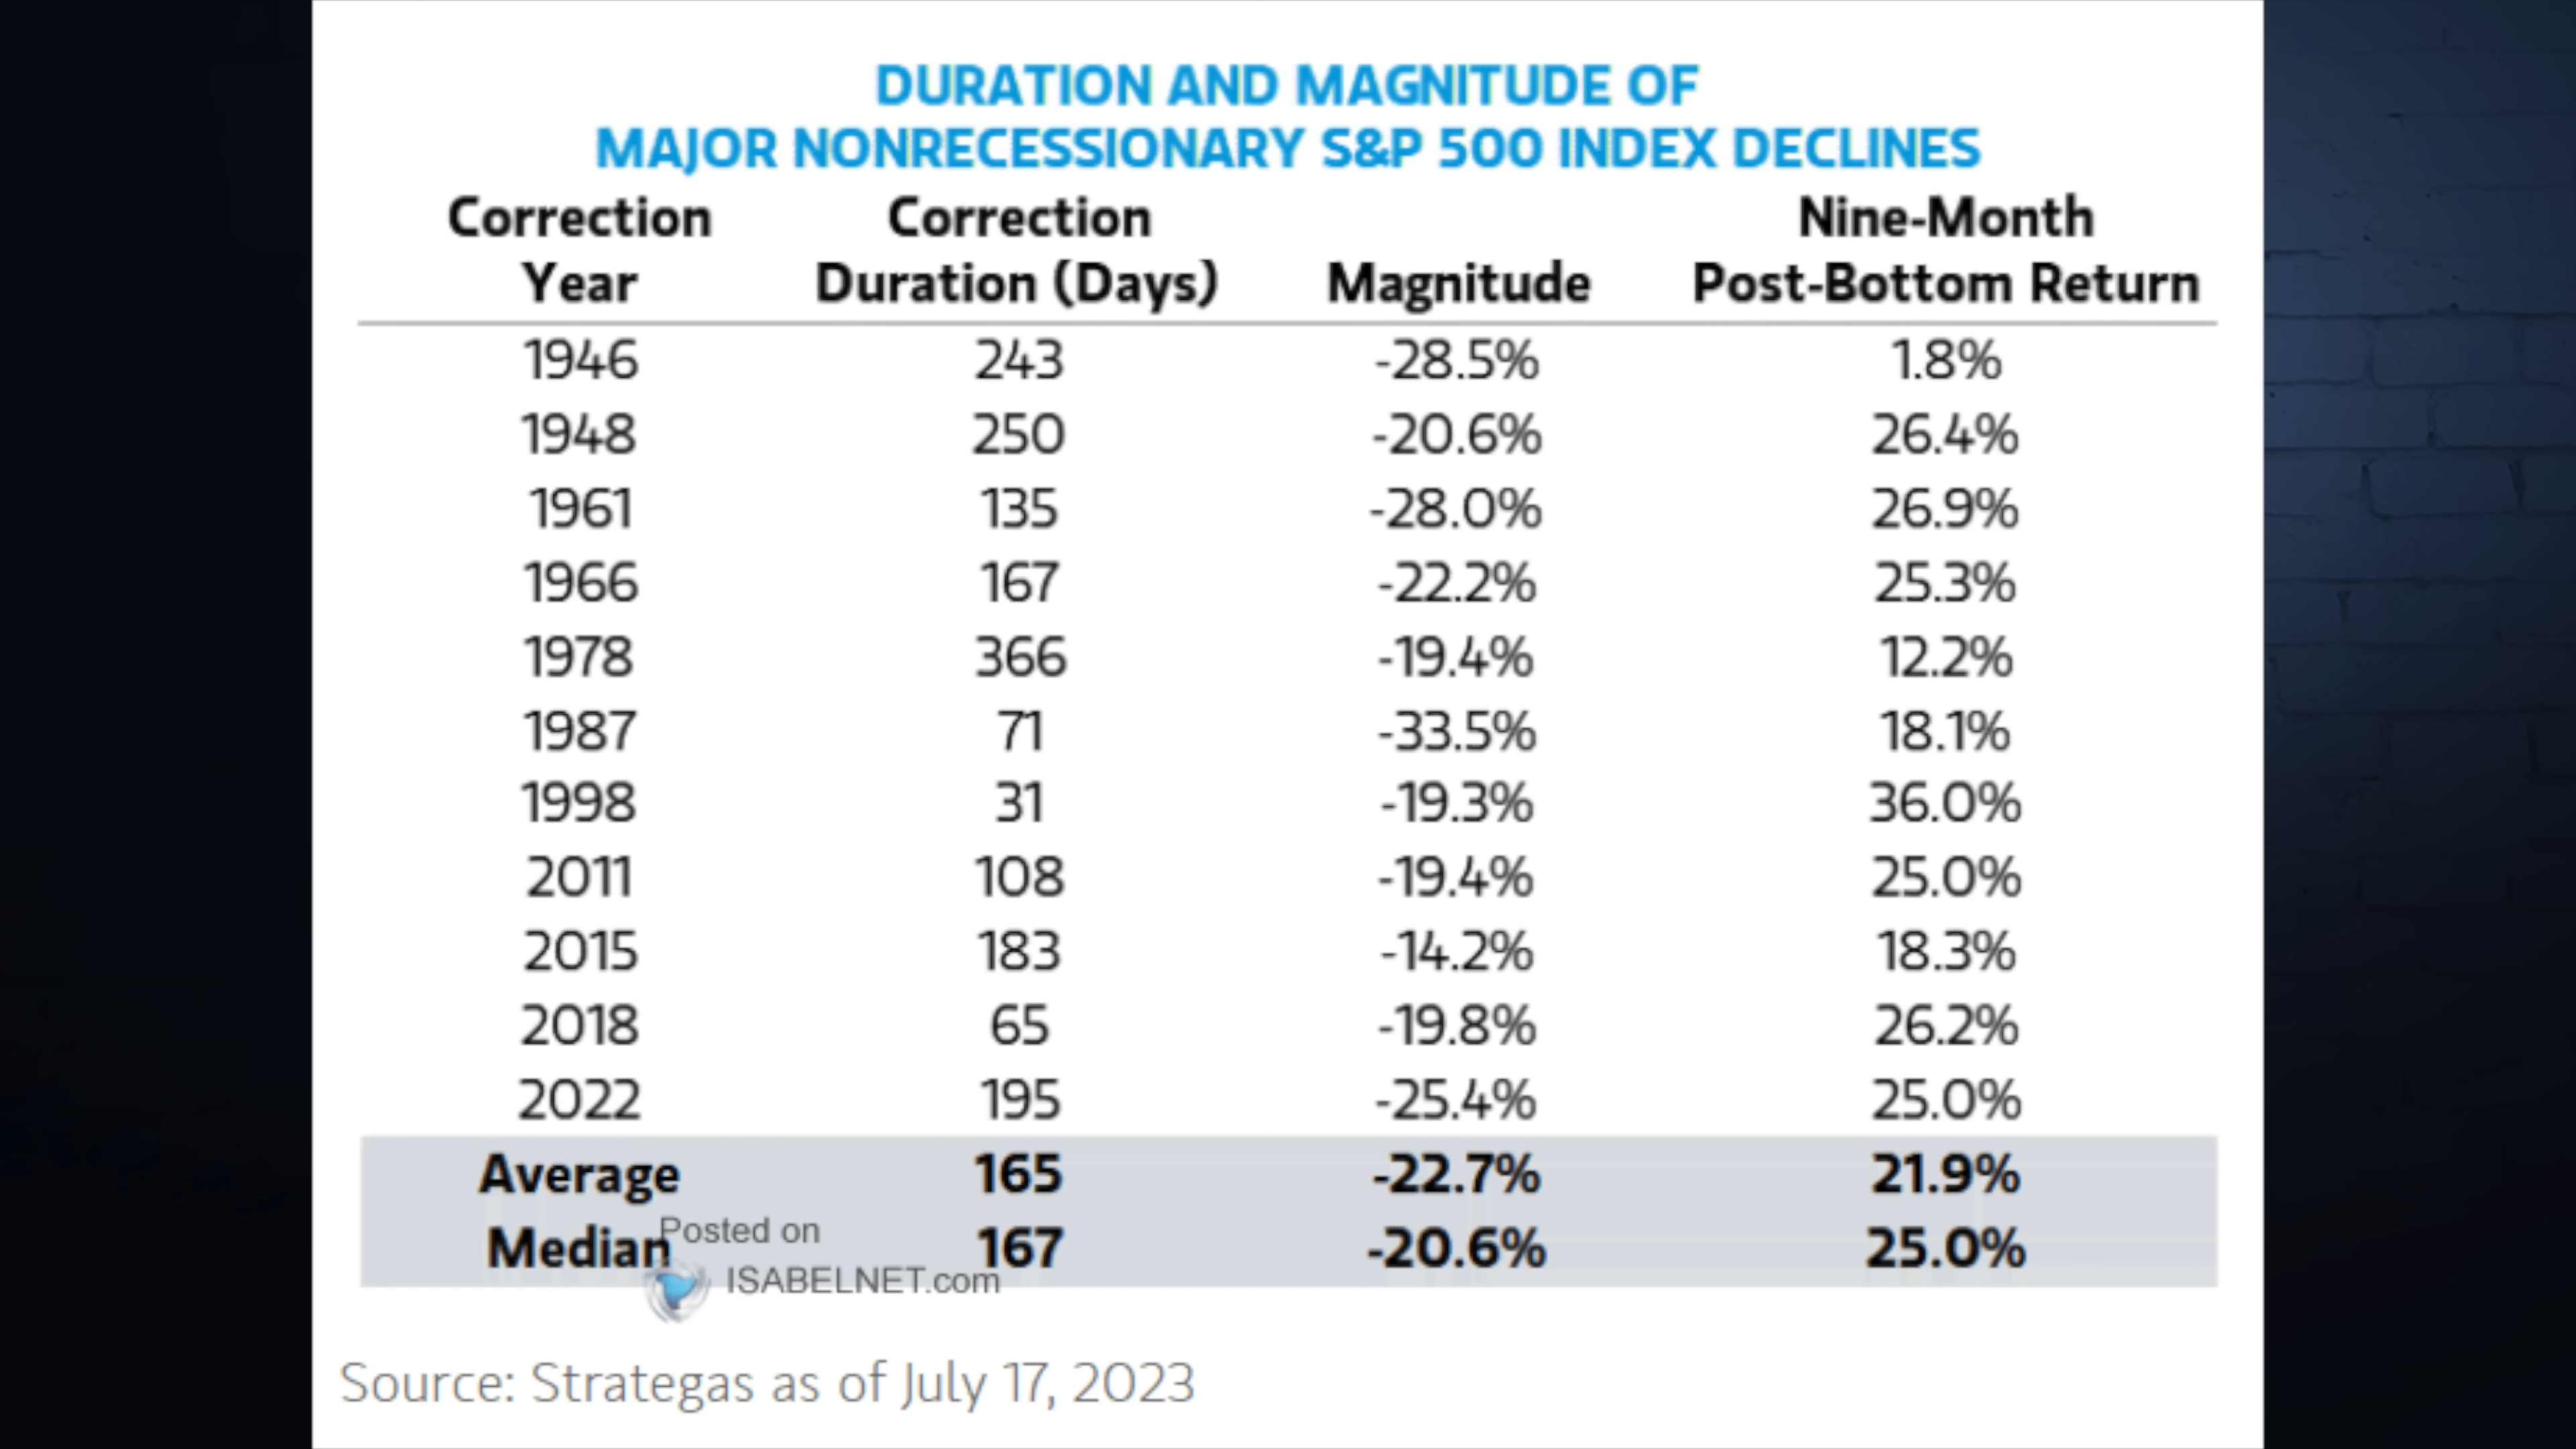 DURATION AND MAGNITUDE OF
MAJOR NONRECESSIONARY S&P 500 INDEX DECLINES
Correction Year Correction Duration (Days) Magnitude Nine-Month Post-Bottom Return
1946 243 -28.5% 1.8%
1948 250 -20.6% 26.4%
1961 135 -28.0% 26.9%
1966 167 -22.2% 25.3%
1978 366 -19.4% 12.2%
1987 71 -33.5% 18.1%
1998 31 -19.3% 36.0%
2011 108 -19.4% 25.0%
2015 183 -14.2% 18.3%
2018 65 -19.8% 26.2%
2022 195 -25.4% 25.0%
Average 165 -22.7% 21.9%
Median 167 -20.6% 25.0%
Posted on
ISABELNET.com
Source: Strategas as of July 17, 2023